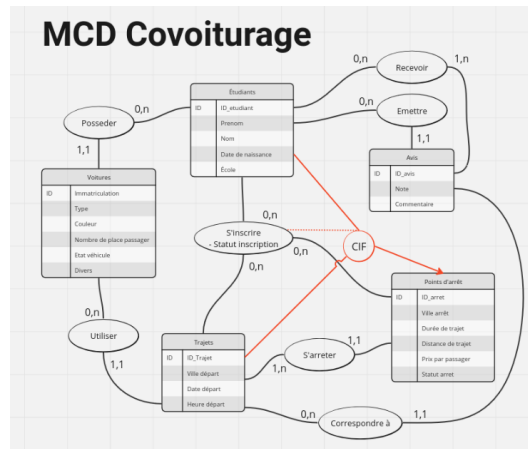 MCD Covoiturage
0,n
Recevoir
1,n
Étudiants
ID ID_etudiant
Prenom
Nom
Date de naissance
École
0,n
Posseder
1,1
0,n
Emettre
1,1
Avis
ID ID_avis
Note
Commentaire
Voitures
ID Immatriculation
Type
Couleur
Nombre de place passager
Etat véhicule
Divers
0,n
S'inscrire
- Statut inscription
0,n
0,n
CIF
Points d'arrêt
ID ID_arret
Ville arrêt
Durée de trajet
Distance de trajet
Prix par passager
Statut arret
0,n
Utiliser
1,1
Trajets
ID ID_Trajet
Ville départ
Date départ
Heure départ
1,n
S'arreter
1,1
0,n
Correspondre à
1,1